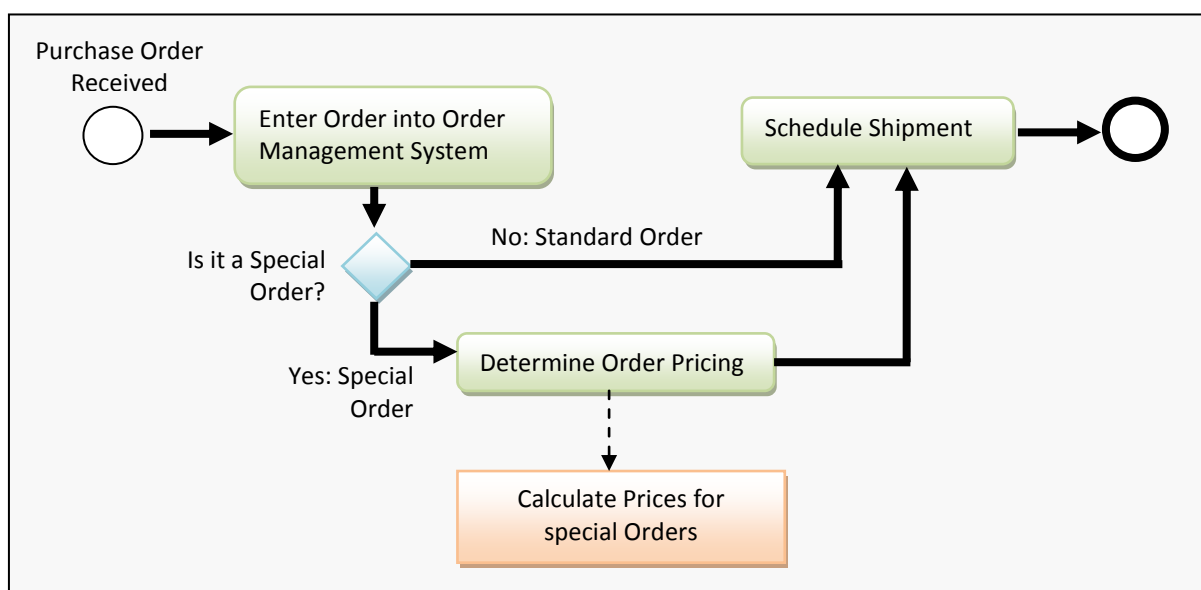 Purchase Order
Received
Enter Order into Order
Management System
Schedule Shipment
No: Standard Order
Is it a Special
Order?
Determine Order Pricing
Yes: Special
Order
Calculate Prices for
special Orders